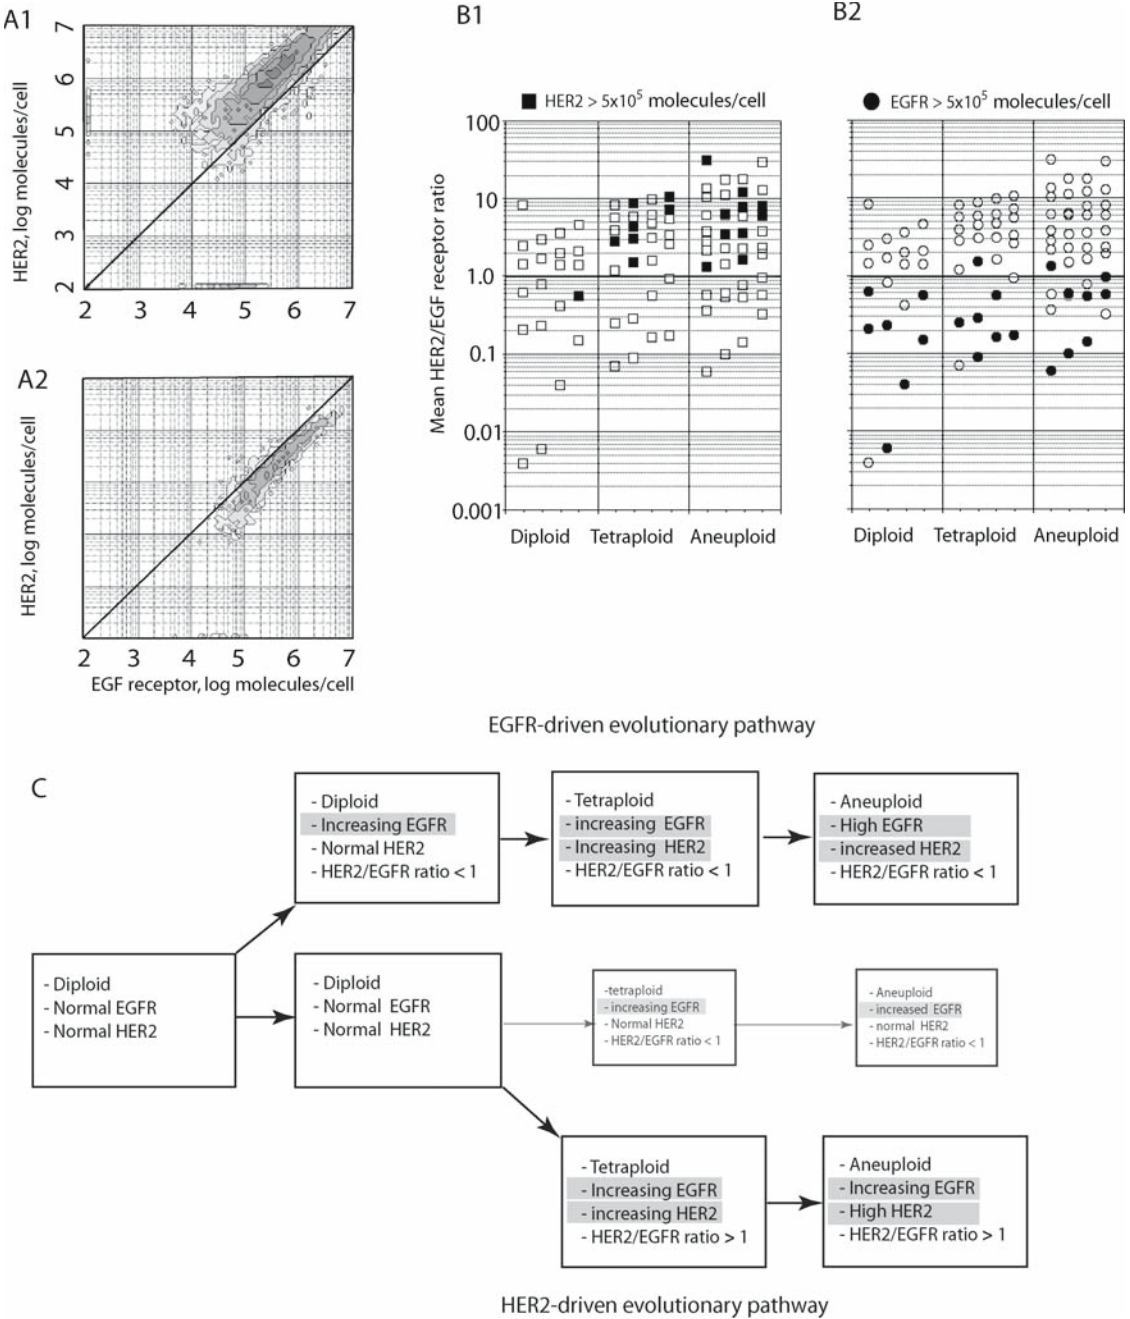 A1
7
6
5
4
3
2
HER2, log molecules/cell
2 3 4 5 6 7
A2
HER2, log molecules/cell
2 3 4 5 6 7
EGF receptor, log molecules/cell
B1
■ HER2 > 5x10⁵ molecules/cell
Mean HER2/EGF receptor ratio
100
10
1.0
0.1
0.01
0.001
Diploid Tetraploid Aneuploid
B2
● EGFR > 5x10⁵ molecules/cell
Diploid Tetraploid Aneuploid
EGFR-driven evolutionary pathway
C
- Diploid
- Increasing EGFR
- Normal HER2
- HER2/EGFR ratio < 1
- Tetraploid
- increasing EGFR
- Increasing HER2
- HER2/EGFR ratio < 1
- Aneuploid
- High EGFR
- increased HER2
- HER2/EGFR ratio < 1
- Diploid
- Normal EGFR
- Normal HER2
- Diploid
- Normal EGFR
- Normal HER2
-tetraploid
- increasing EGFR
- Normal HER2
- HER2/EGFR ratio < 1
- Aneuploid
- increased EGFR
- normal HER2
- HER2/EGFR ratio < 1
- Tetraploid
- Increasing EGFR
- increasing HER2
- HER2/EGFR ratio > 1
- Aneuploid
- Increasing EGFR
- High HER2
- HER2/EGFR ratio > 1
HER2-driven evolutionary pathway